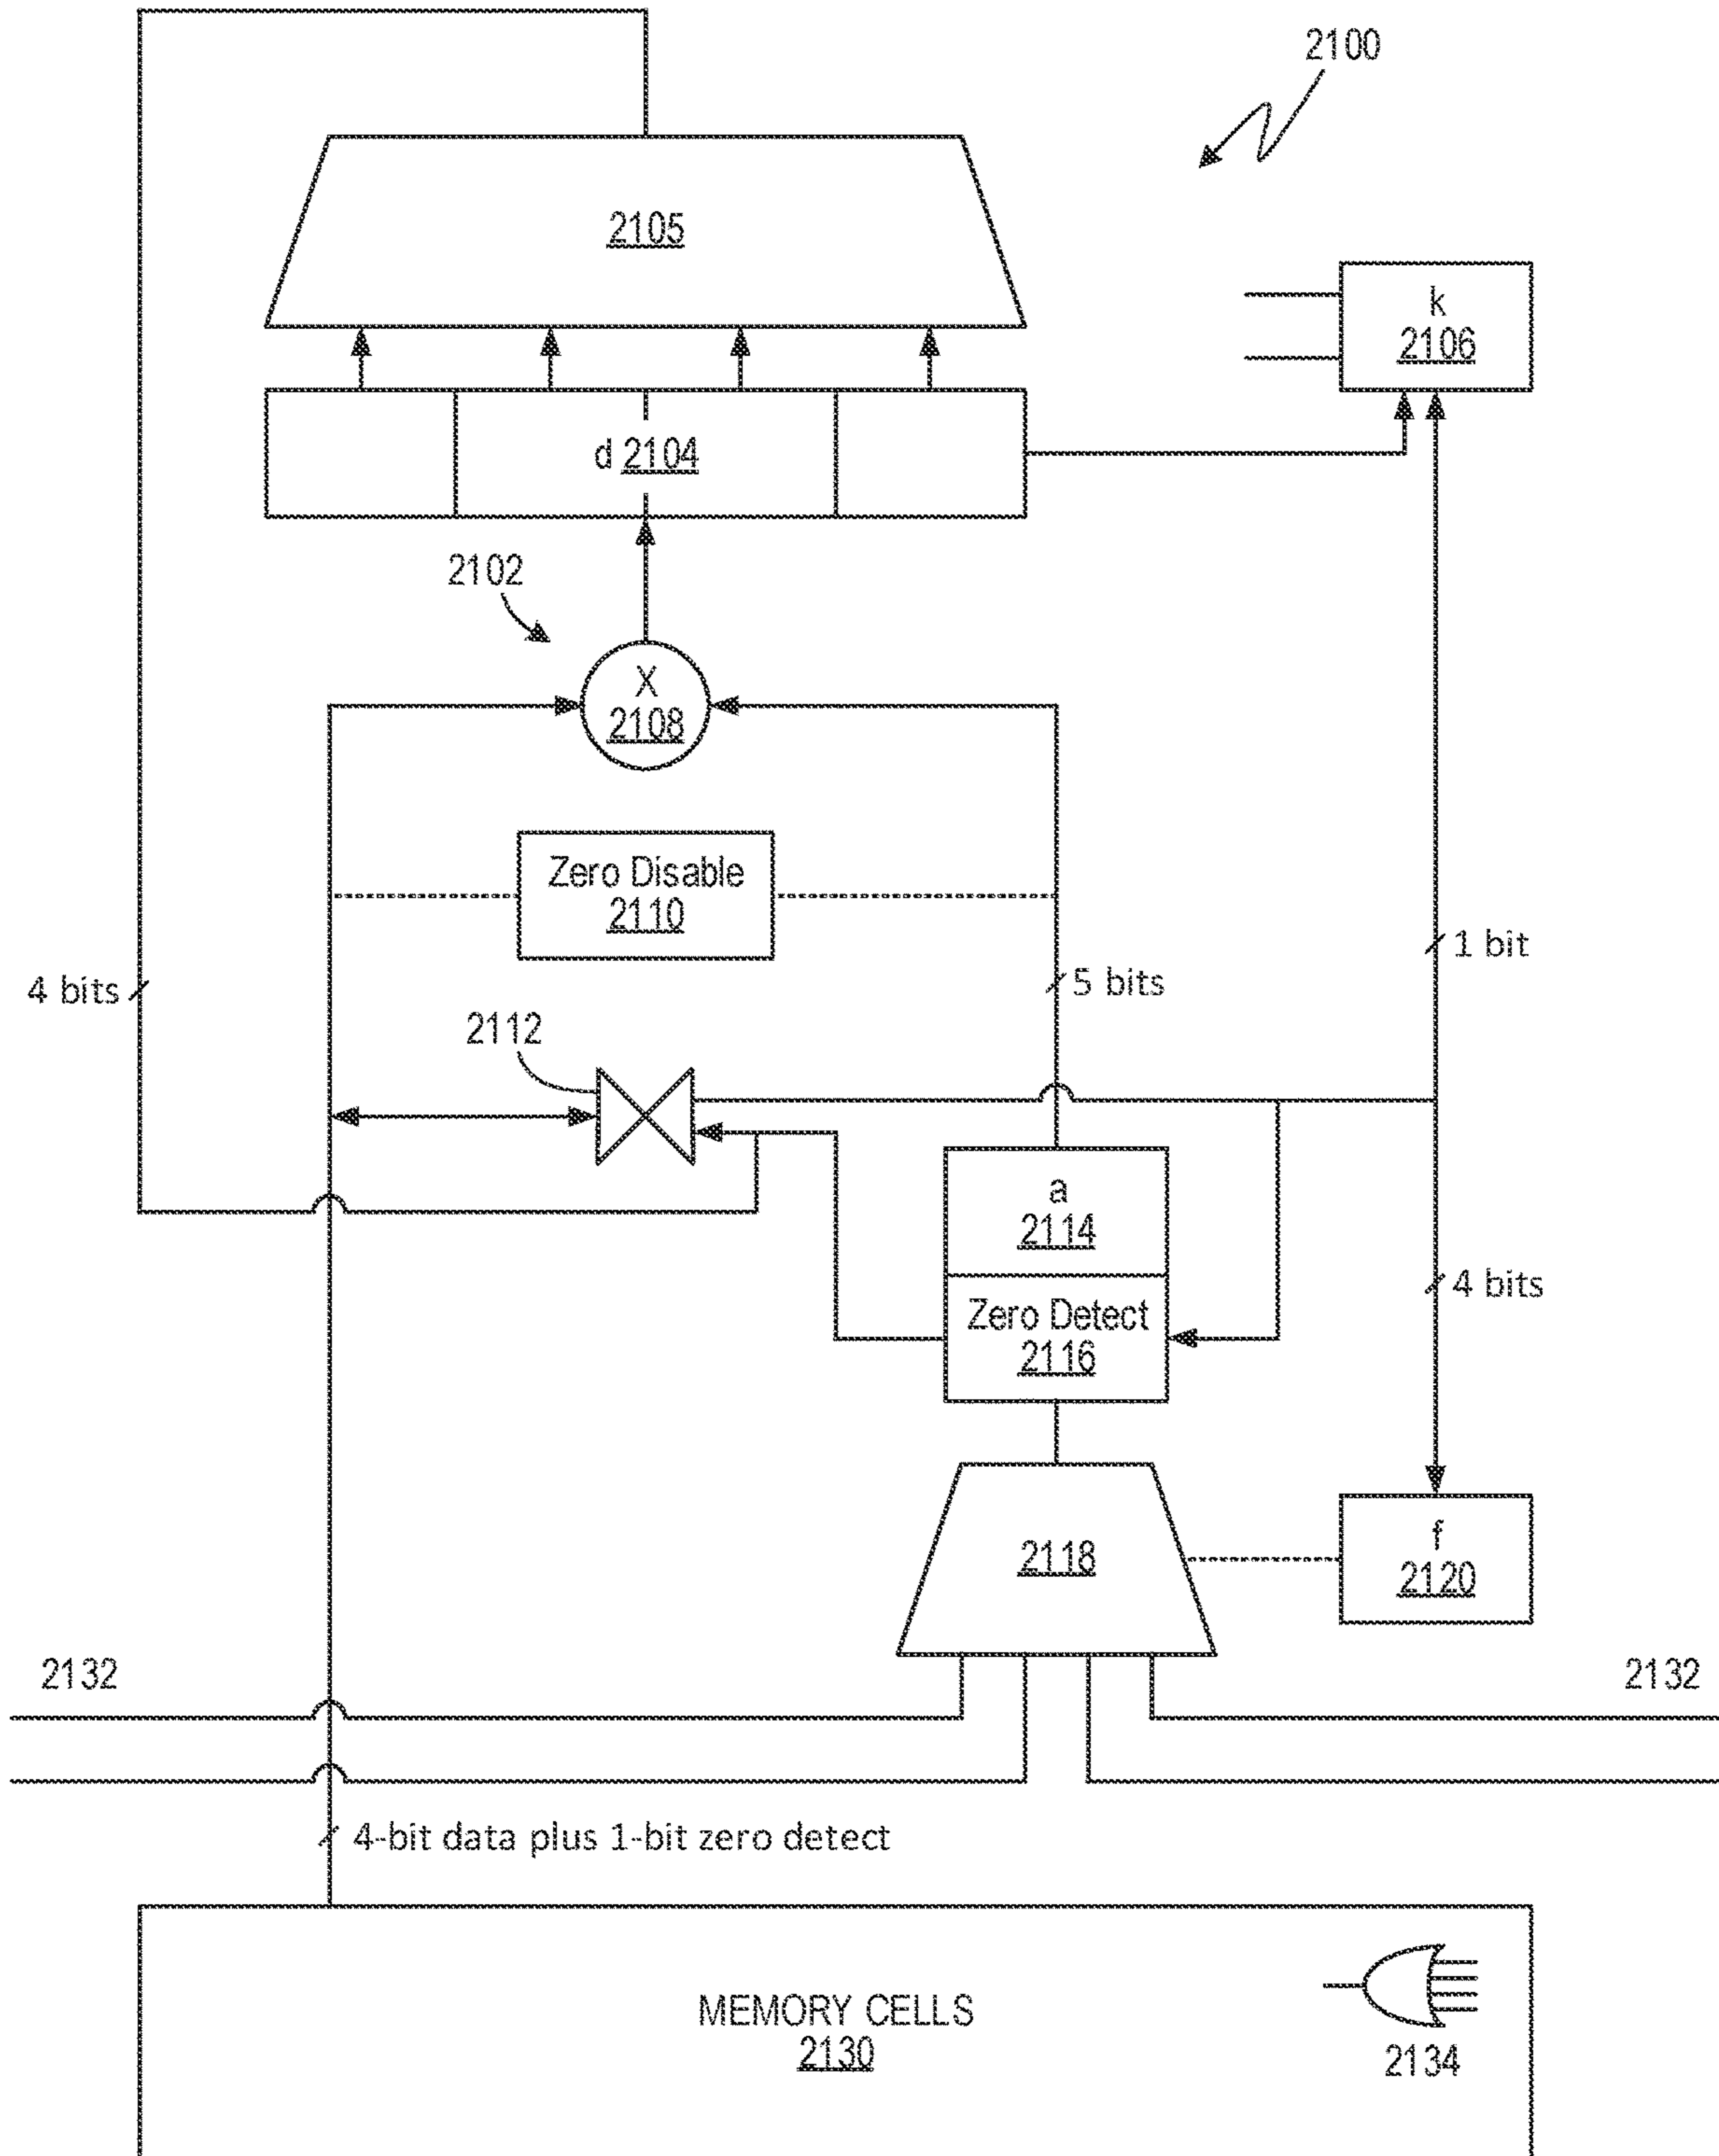 2100
2105
k
2106
d 2104
2102
X
2108
Zero Disable
2110
1 bit
4 bits
5 bits
2112
a
2114
4 bits
Zero Detect
2116
2118
f
2120
2132
2132
4-bit data plus 1-bit zero detect
MEMORY CELLS
2130
2134